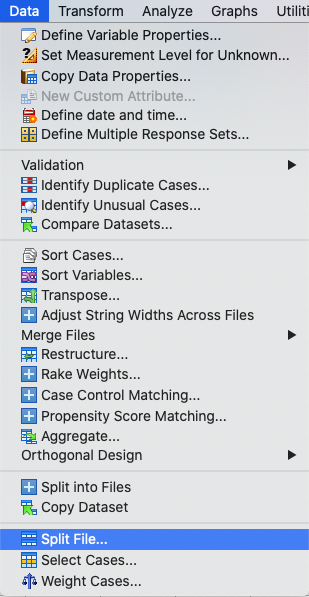 Data Transform Analyze Graphs Utiliti
Define Variable Properties...
Set Measurement Level for Unknown...
Copy Data Properties...
New Custom Attribute...
Define date and time...
Define Multiple Response Sets...
Validation
Identify Duplicate Cases...
Identify Unusual Cases...
Compare Datasets...
Sort Cases...
Sort Variables...
Transpose...
Adjust String Widths Across Files
Merge Files
Restructure...
Rake Weights...
Case Control Matching...
Propensity Score Matching...
Aggregate...
Orthogonal Design
Split into Files
Copy Dataset
Split File...
Select Cases...
Weight Cases...